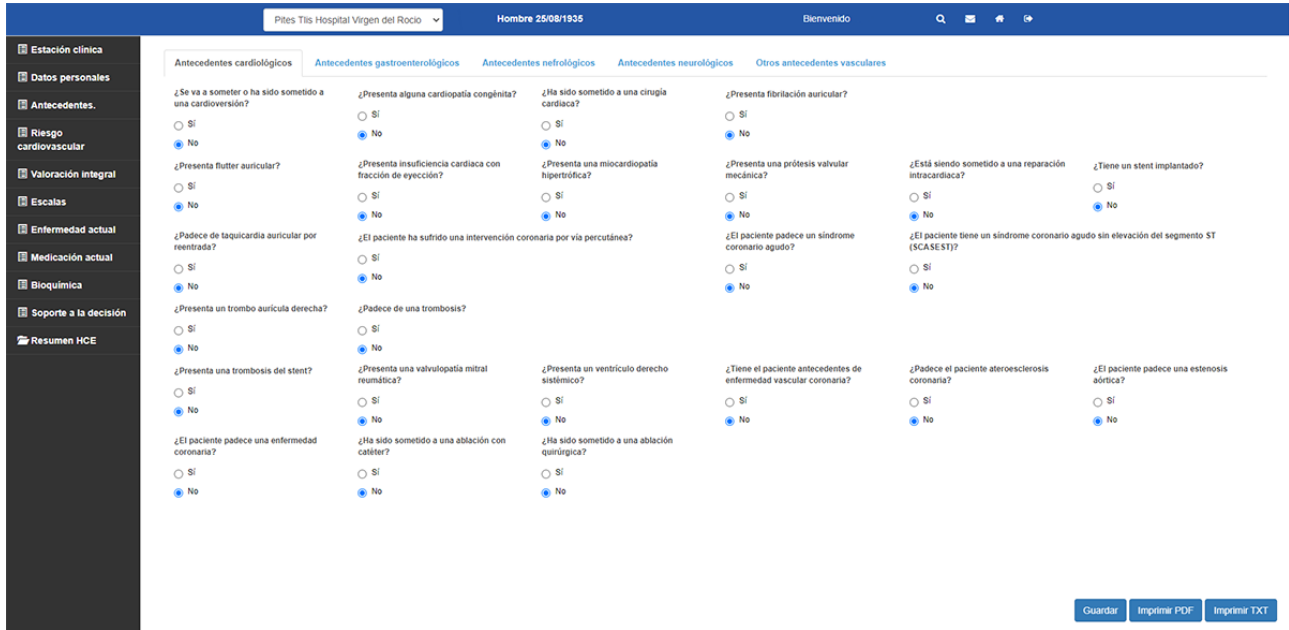 Pites Tlis Hospital Virgen del Rocio
Hombre 25/08/1935
Bienvenido
Estación clínica
Datos personales
Antecedentes.
Riesgo
cardiovascular
Valoración integral
Escalas
Enfermedad actual
Medicación actual
Bioquímica
Soporte a la decisión
Resumen HCE
Antecedentes cardiológicos
Antecedentes gastroenterológicos
Antecedentes nefrológicos
Antecedentes neurológicos
Otros antecedentes vasculares
¿Se va a someter o ha sido sometido a
una cardioversión?
Sí
No
¿Presenta alguna cardiopatía congénita?
Sí
No
¿Ha sido sometido a una cirugía
cardiaca?
Sí
No
¿Presenta fibrilación auricular?
Sí
No
¿Presenta flutter auricular?
Sí
No
¿Presenta insuficiencia cardiaca con
fracción de eyección?
Sí
No
¿Presenta una miocardiopatía
hipertrófica?
Sí
No
¿Presenta una prótesis valvular
mecánica?
Sí
No
¿Está siendo sometido a una reparación
intracardiaca?
Sí
No
¿Tiene un stent implantado?
Sí
No
¿Padece de taquicardia auricular por
reentrada?
Sí
No
¿El paciente ha sufrido una intervención coronaria por vía percutánea?
Sí
No
¿El paciente padece un síndrome
coronario agudo?
Sí
No
¿El paciente tiene un síndrome coronario agudo sin elevación del segmento ST
(SCASEST)?
Sí
No
¿Presenta un trombo aurícula derecha?
Sí
No
¿Padece de una trombosis?
Sí
No
¿Presenta una trombosis del stent?
Sí
No
¿Presenta una valvulopatía mitral
reumática?
Sí
No
¿Presenta un ventrículo derecho
sistémico?
Sí
No
¿Tiene el paciente antecedentes de
enfermedad vascular coronaria?
Sí
No
¿Padece el paciente ateroesclerosis
coronaria?
Sí
No
¿El paciente padece una estenosis
aórtica?
Sí
No
¿El paciente padece una enfermedad
coronaria?
Sí
No
¿Ha sido sometido a una ablación con
catéter?
Sí
No
¿Ha sido sometido a una ablación
quirúrgica?
Sí
No
Guardar
Imprimir PDF
Imprimir TXT